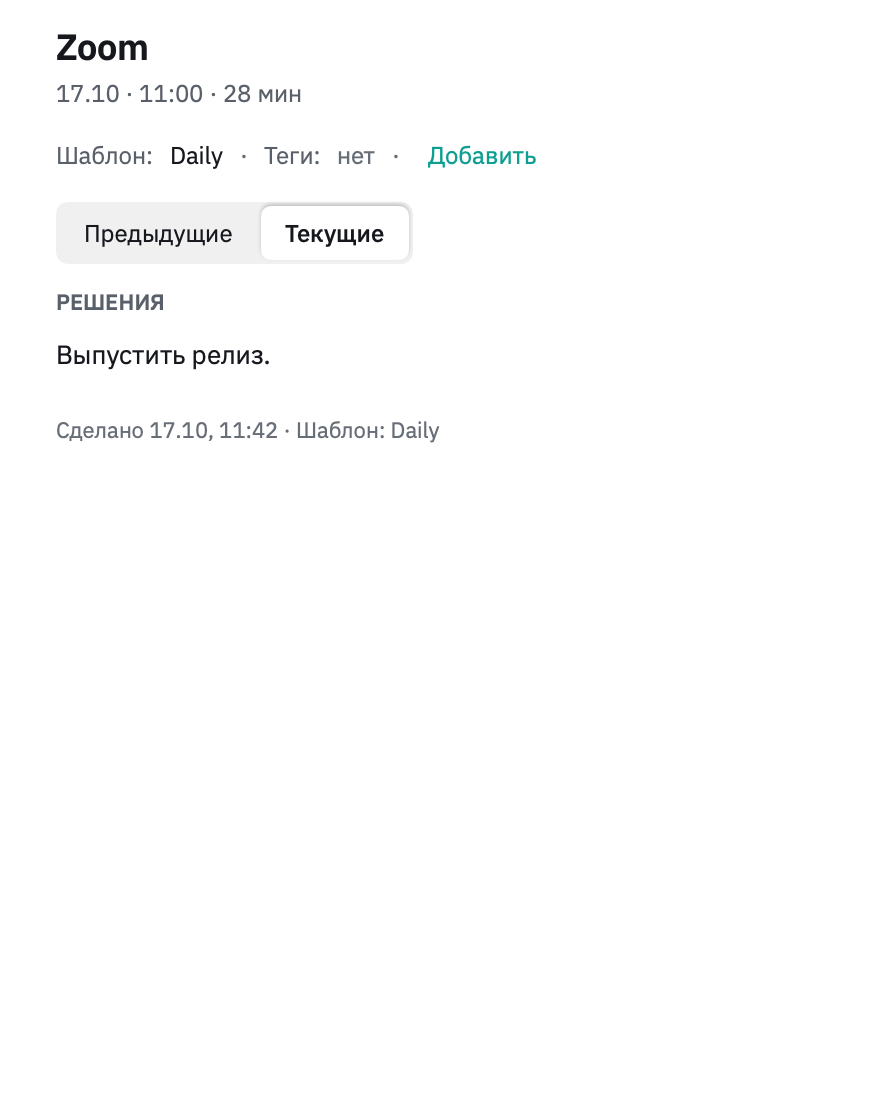 Zoom
17.10 · 11:00 · 28 мин
Шаблон: Daily · Теги: нет · Добавить
Предыдущие Текущие
РЕШЕНИЯ
Выпустить релиз.
Сделано 17.10, 11:42 · Шаблон: Daily